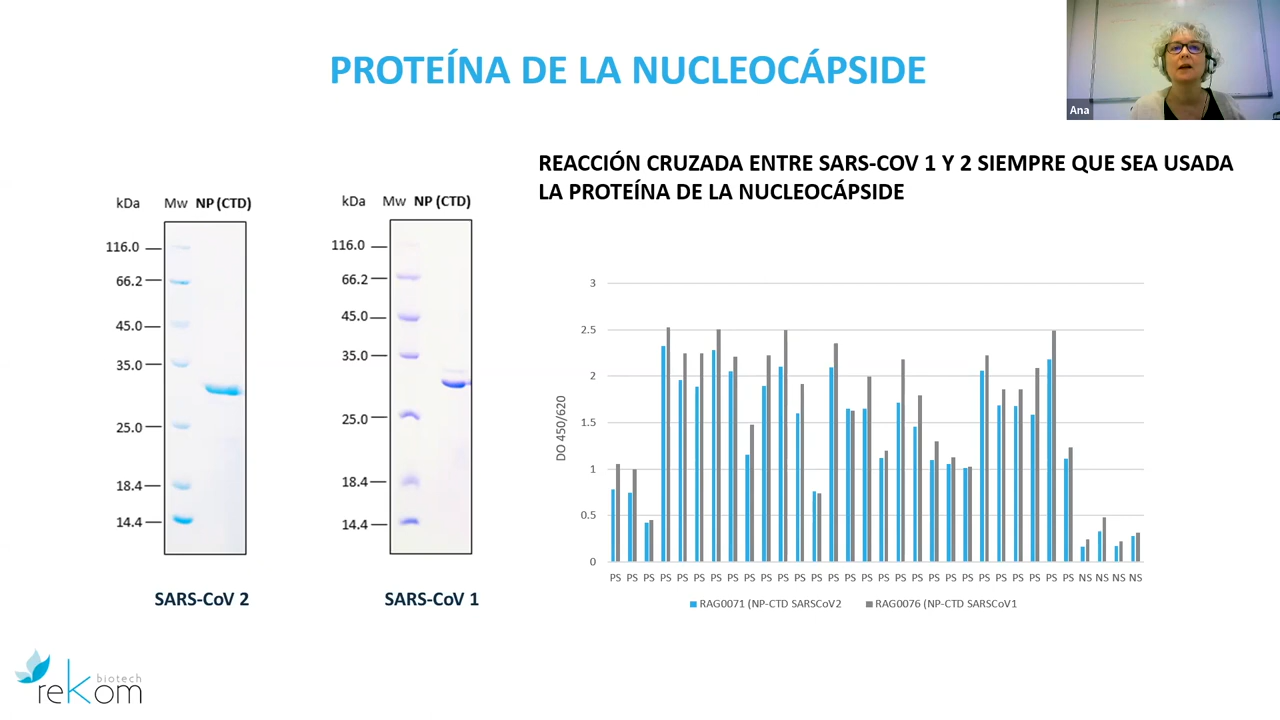 PROTEÍNA DE LA NUCLEOCÁPSIDE
Ana
REACCIÓN CRUZADA ENTRE SARS-COV 1 Y 2 SIEMPRE QUE SEA USADA
LA PROTEÍNA DE LA NUCLEOCÁPSIDE
kDa Mw NP (CTD)
116.0
66.2
45.0
35.0
25.0
18.4
14.4
SARS-CoV 2
kDa Mw NP (CTD)
116.0
66.2
45.0
35.0
25.0
18.4
14.4
SARS-CoV 1
DO 450/620
3
2.5
2
1.5
1
0.5
0
PS PS PS PS PS PS PS PS PS PS PS PS PS PS PS PS PS PS PS PS PS PS PS PS PS PS PS PS NS NS NS NS
RAG0071 (NP-CTD SARSCoV2 RAG0076 (NP-CTD SARSCoV1
biotech
reKom